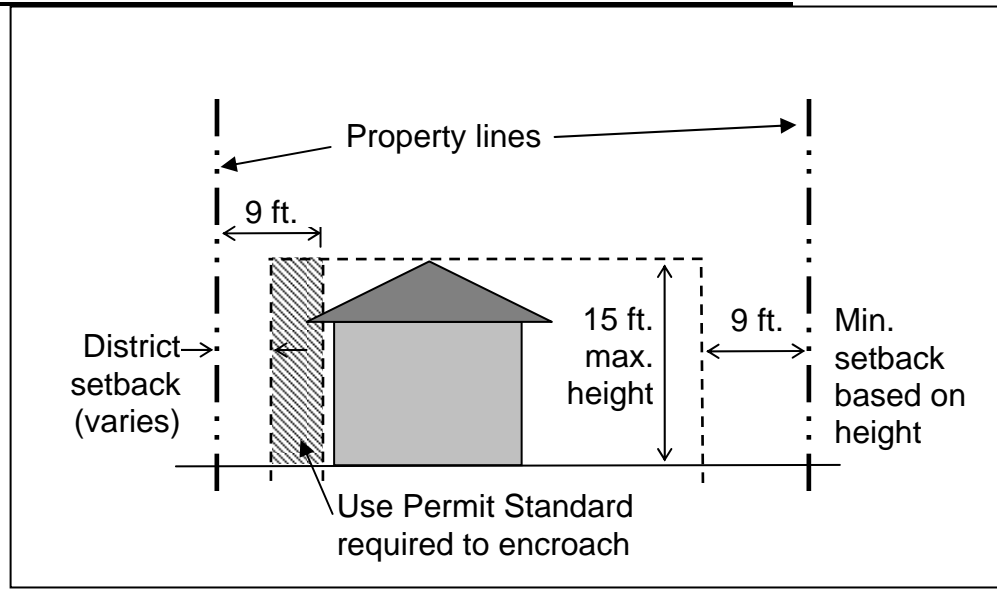 Property lines
9 ft.
District
setback
(varies)
15 ft.
max.
height
9 ft.
Min.
setback
based on
height
Use Permit Standard
required to encroach